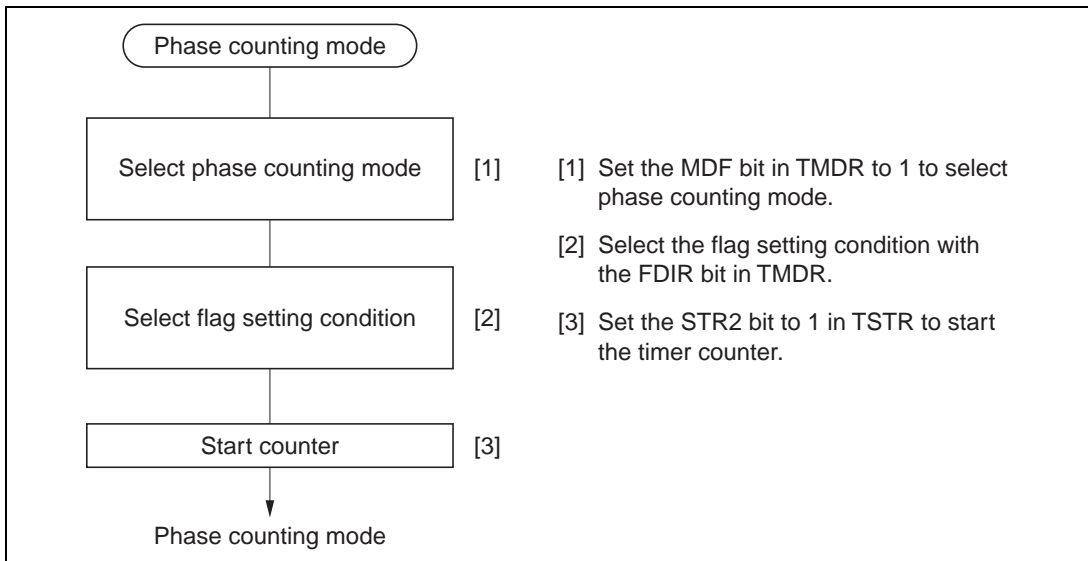 Phase counting mode
Select phase counting mode
[1]
[1] Set the MDF bit in TMDR to 1 to select
phase counting mode.
Select flag setting condition
[2]
[2] Select the flag setting condition with
the FDIR bit in TMDR.
[3] Set the STR2 bit to 1 in TSTR to start
the timer counter.
Start counter
[3]
Phase counting mode